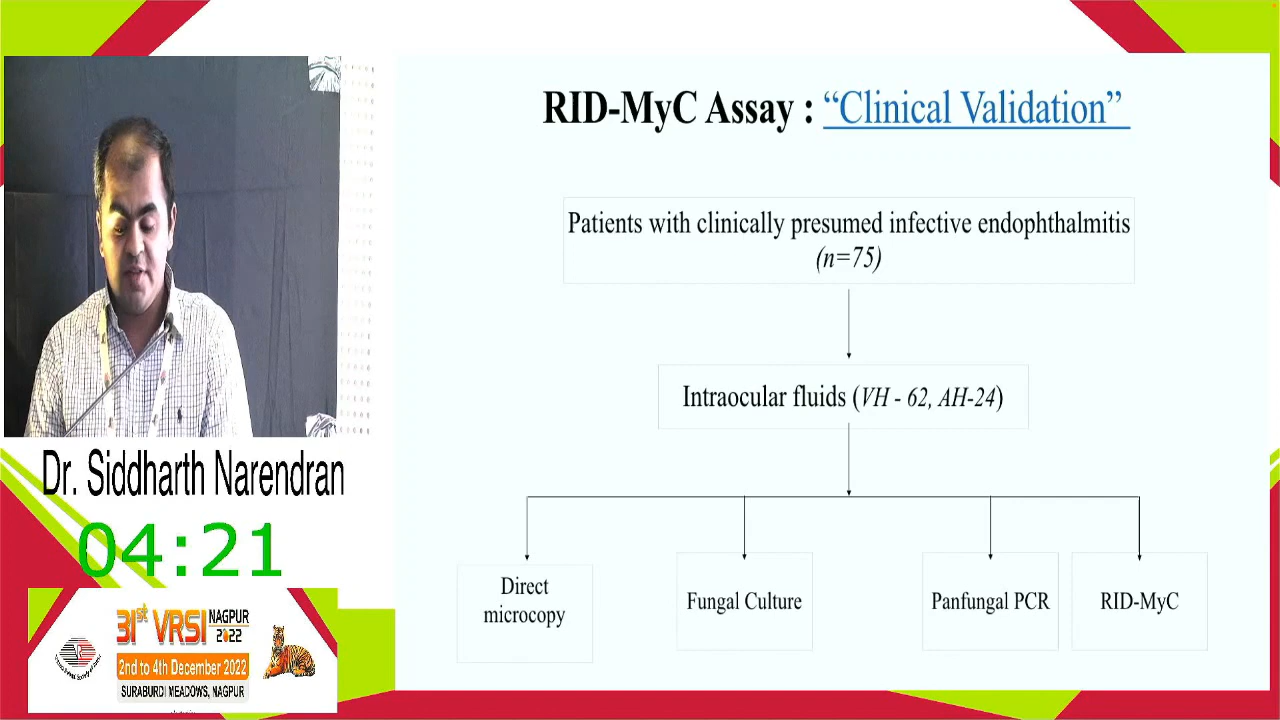 RID-MyC Assay : “Clinical Validation”
Patients with clinically presumed infective endophthalmitis
(n=75)
Intraocular fluids (VH - 62, AH-24)
Direct
microcopy
Fungal Culture
Panfungal PCR
RID-MyC
Dr. Siddharth Narendran
04:21
31st VRSI NAGPUR
2022
2nd to 4th December 2022
SURABURDI MEADOWS, NAGPUR